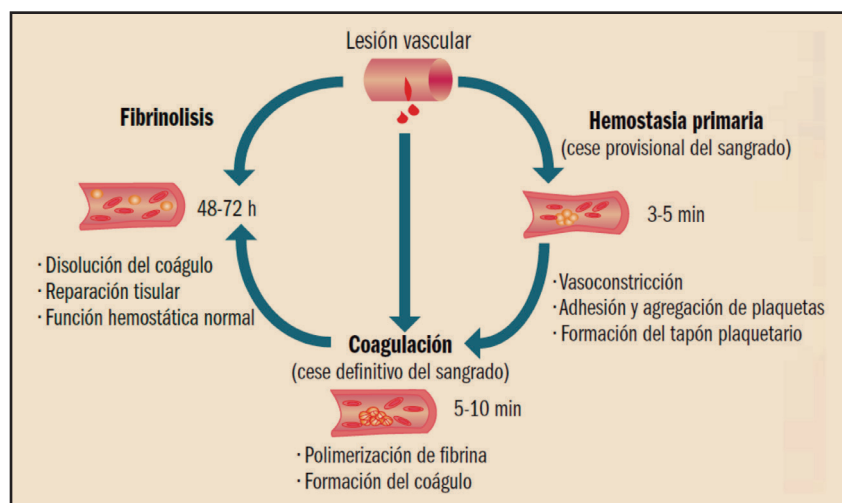 Lesión vascular
Fibrinolisis
48-72 h
· Disolución del coágulo
· Reparación tisular
· Función hemostática normal
Hemostasia primaria
(cese provisional del sangrado)
3-5 min
· Vasoconstricción
· Adhesión y agregación de plaquetas
· Formación del tapón plaquetario
Coagulación
(cese definitivo del sangrado)
5-10 min
· Polimerización de fibrina
· Formación del coágulo